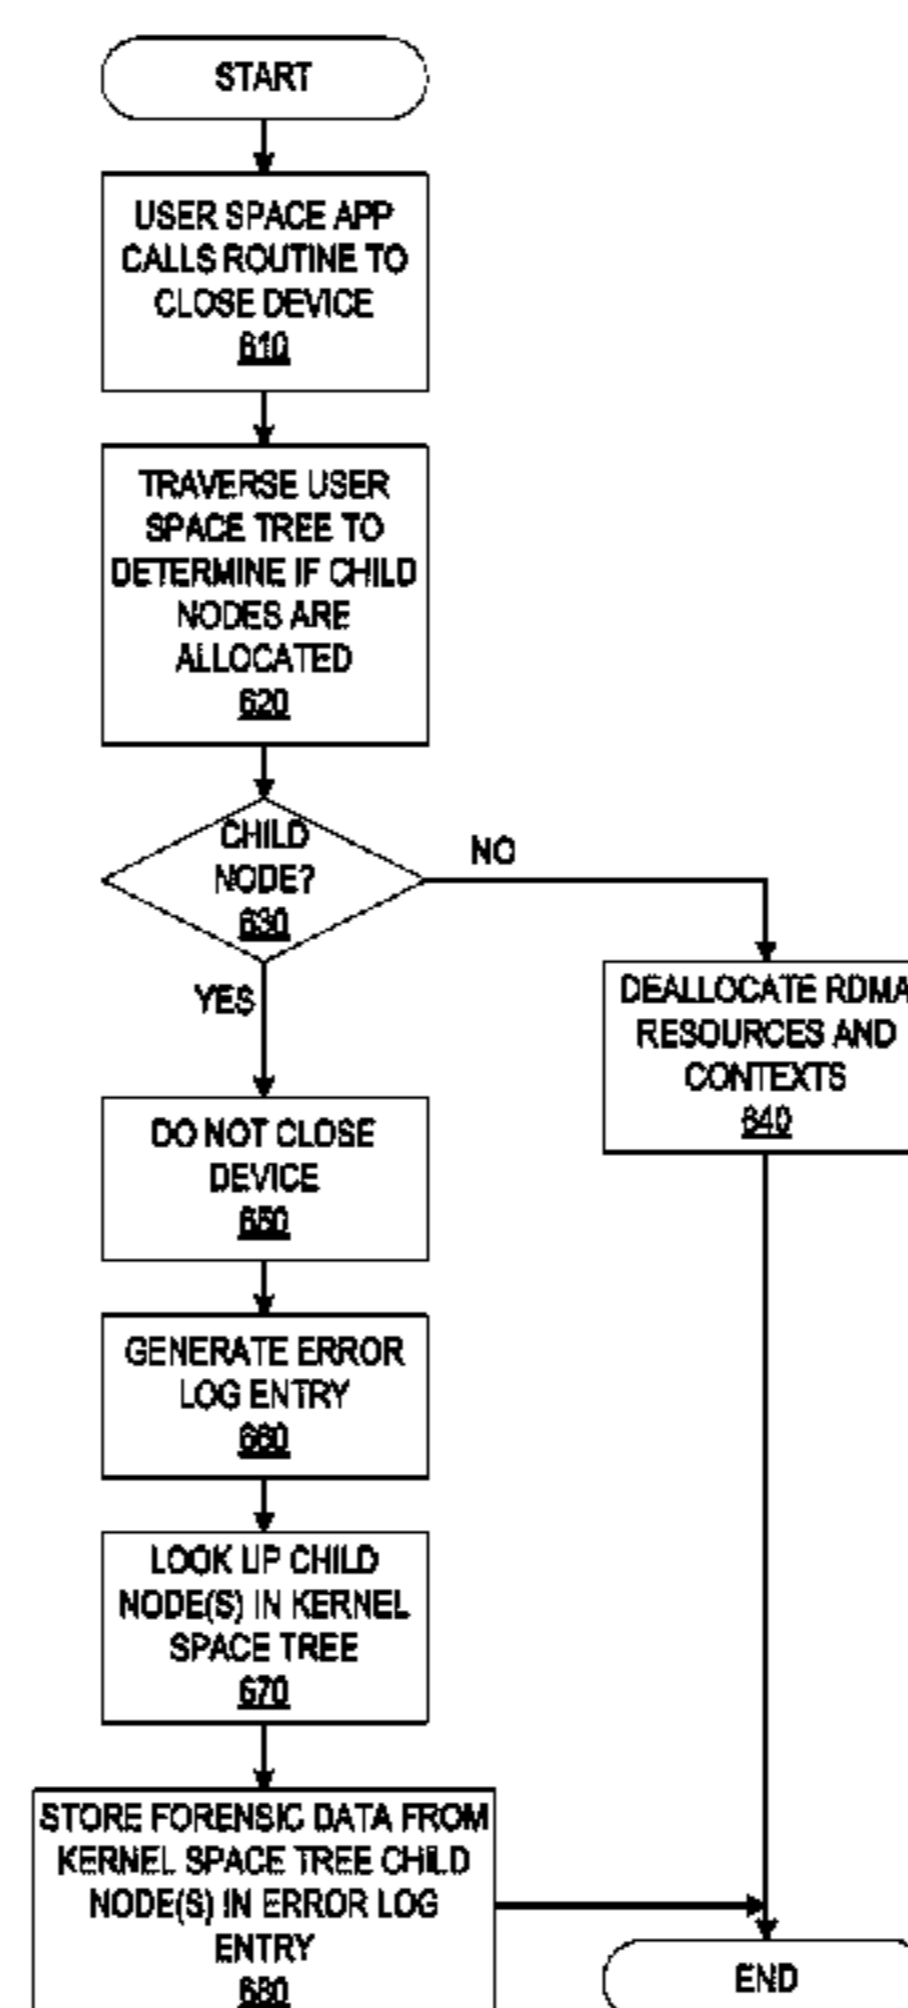 START
USER SPACE APP
CALLS ROUTINE TO
CLOSE DEVICE
610
TRAVERSE USER
SPACE TREE TO
DETERMINE IF CHILD
NODES ARE
ALLOCATED
620
CHILD
NODE?
630
NO
YES
DEALLOCATE RDMA
RESOURCES AND
CONTEXTS
640
DO NOT CLOSE
DEVICE
650
GENERATE ERROR
LOG ENTRY
660
LOOK UP CHILD
NODE(S) IN KERNEL
SPACE TREE
670
STORE FORENSIC DATA FROM
KERNEL SPACE TREE CHILD
NODE(S) IN ERROR LOG
ENTRY
680
END